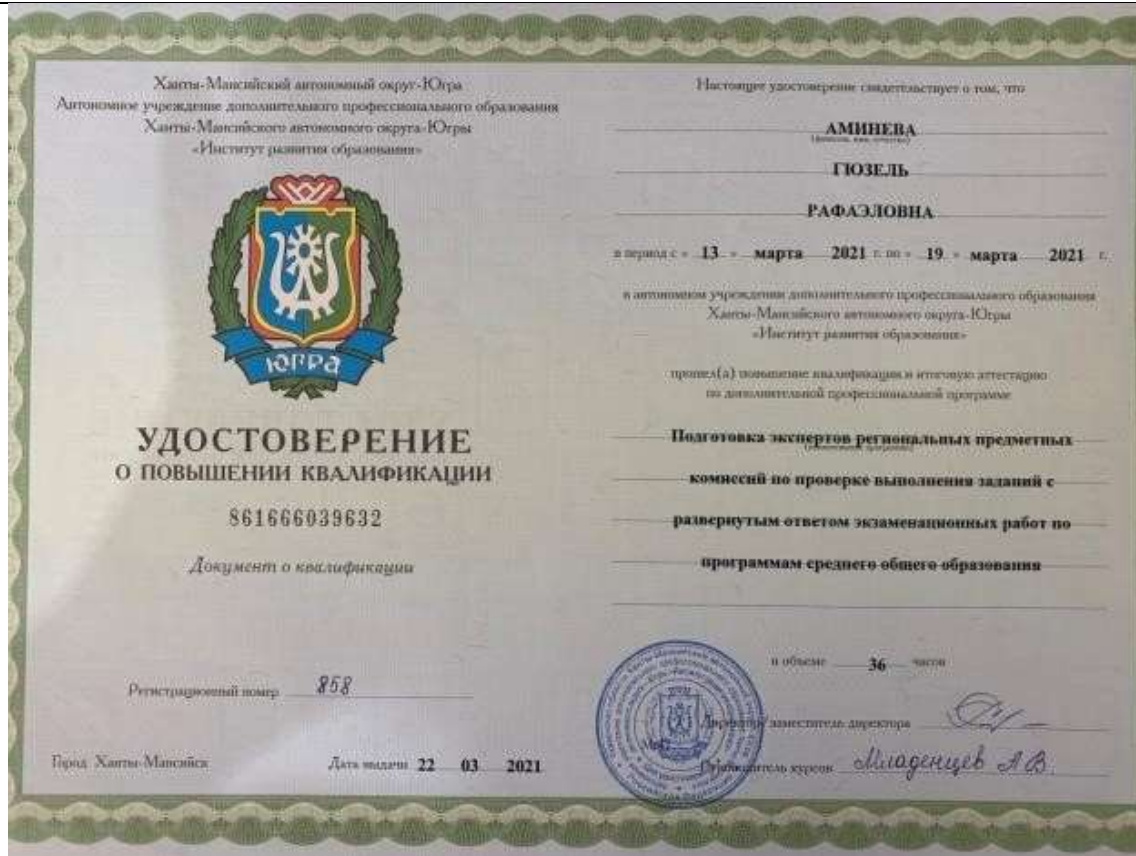 Ханты-Мансийский автономный округ-Югра
Автономное учреждение дополнительного профессионального образования
Ханты-Мансийского автономного округа-Югры
«Институт развития образования»
ЮГРА
УДОСТОВЕРЕНИЕ
О ПОВЫШЕНИИ КВАЛИФИКАЦИИ
861666039632
Документ о квалификации
Регистрационный номер 858
Город Ханты-Мансийск Дата выдачи 22 03 2021
Настоящее удостоверение свидетельствует о том, что
АМИНЕВА
(фамилия, имя, отчество)
ГЮЗЕЛЬ
РАФАЭЛОВНА
в период с « 13 » марта 2021 г. по « 19 » марта 2021 г.
в автономном учреждении дополнительного профессионального образования
Ханты-Мансийского автономного округа-Югры
«Институт развития образования»
прошел(а) повышение квалификации и итоговую аттестацию
по дополнительной профессиональной программе
Подготовка экспертов региональных предметных
комиссий по проверке выполнения заданий с
развернутым ответом экзаменационных работ по
программам среднего общего образования
в объеме 36 часов
Директор/заместитель директора
Руководитель курсов Младенцев А.В.